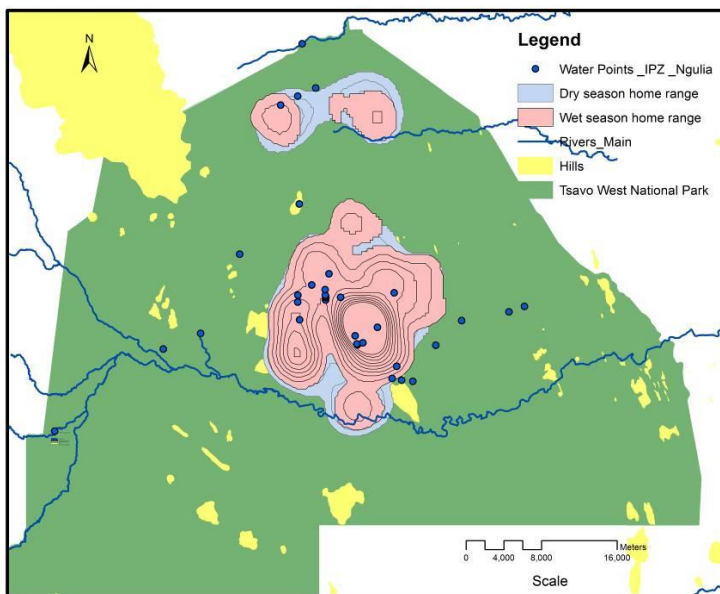 N
Legend
Water Points _IPZ _Ngulia
Dry season home range
Wet season home range
Rivers_Main
Hills
Tsavo West National Park
Meters
0 4,000 8,000 16,000
Scale